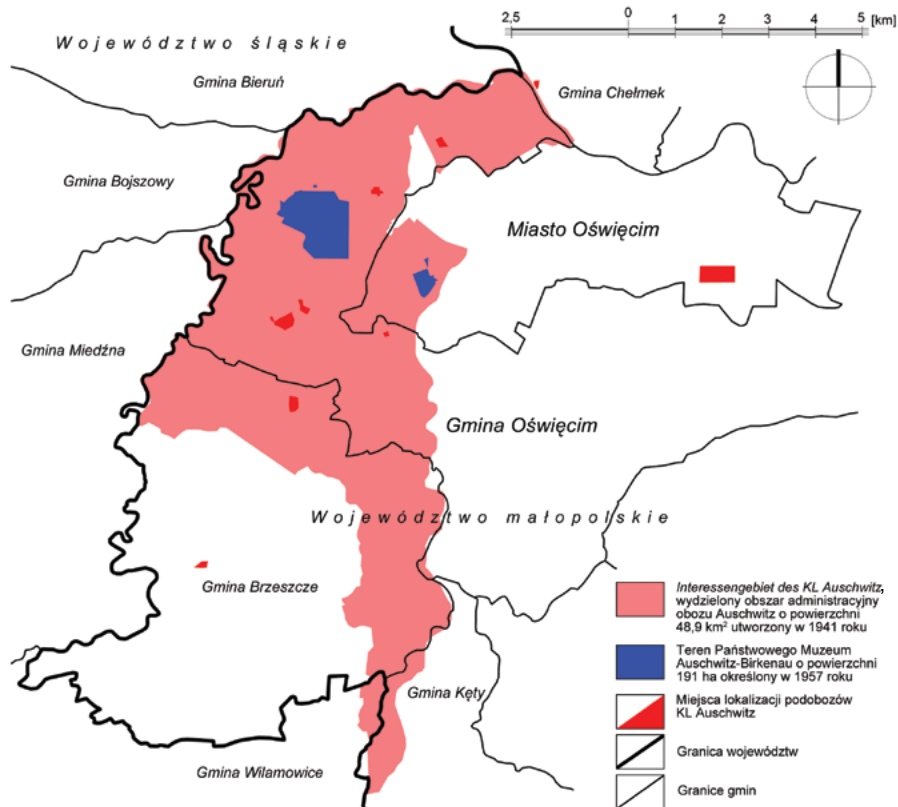 2,5 0 1 2 3 4 5 [km]
Województwo śląskie
Gmina Bieruń
Gmina Chełmek
Gmina Bojszowy
Miasto Oświęcim
Gmina Miedźna
Gmina Oświęcim
Województwo małopolskie
Gmina Brzeszcze
Gmina Kęty
Gmina Wilamowice
Interessengebiet des KL Auschwitz,
wydzielony obszar administracyjny
obozu Auschwitz o powierzchni
48,9 km² utworzony w 1941 roku
Teren Państwowego Muzeum
Auschwitz-Birkenau o powierzchni
191 ha określony w 1957 roku
Miejsca lokalizacji podobozów
KL Auschwitz
Granica województw
Granice gmin